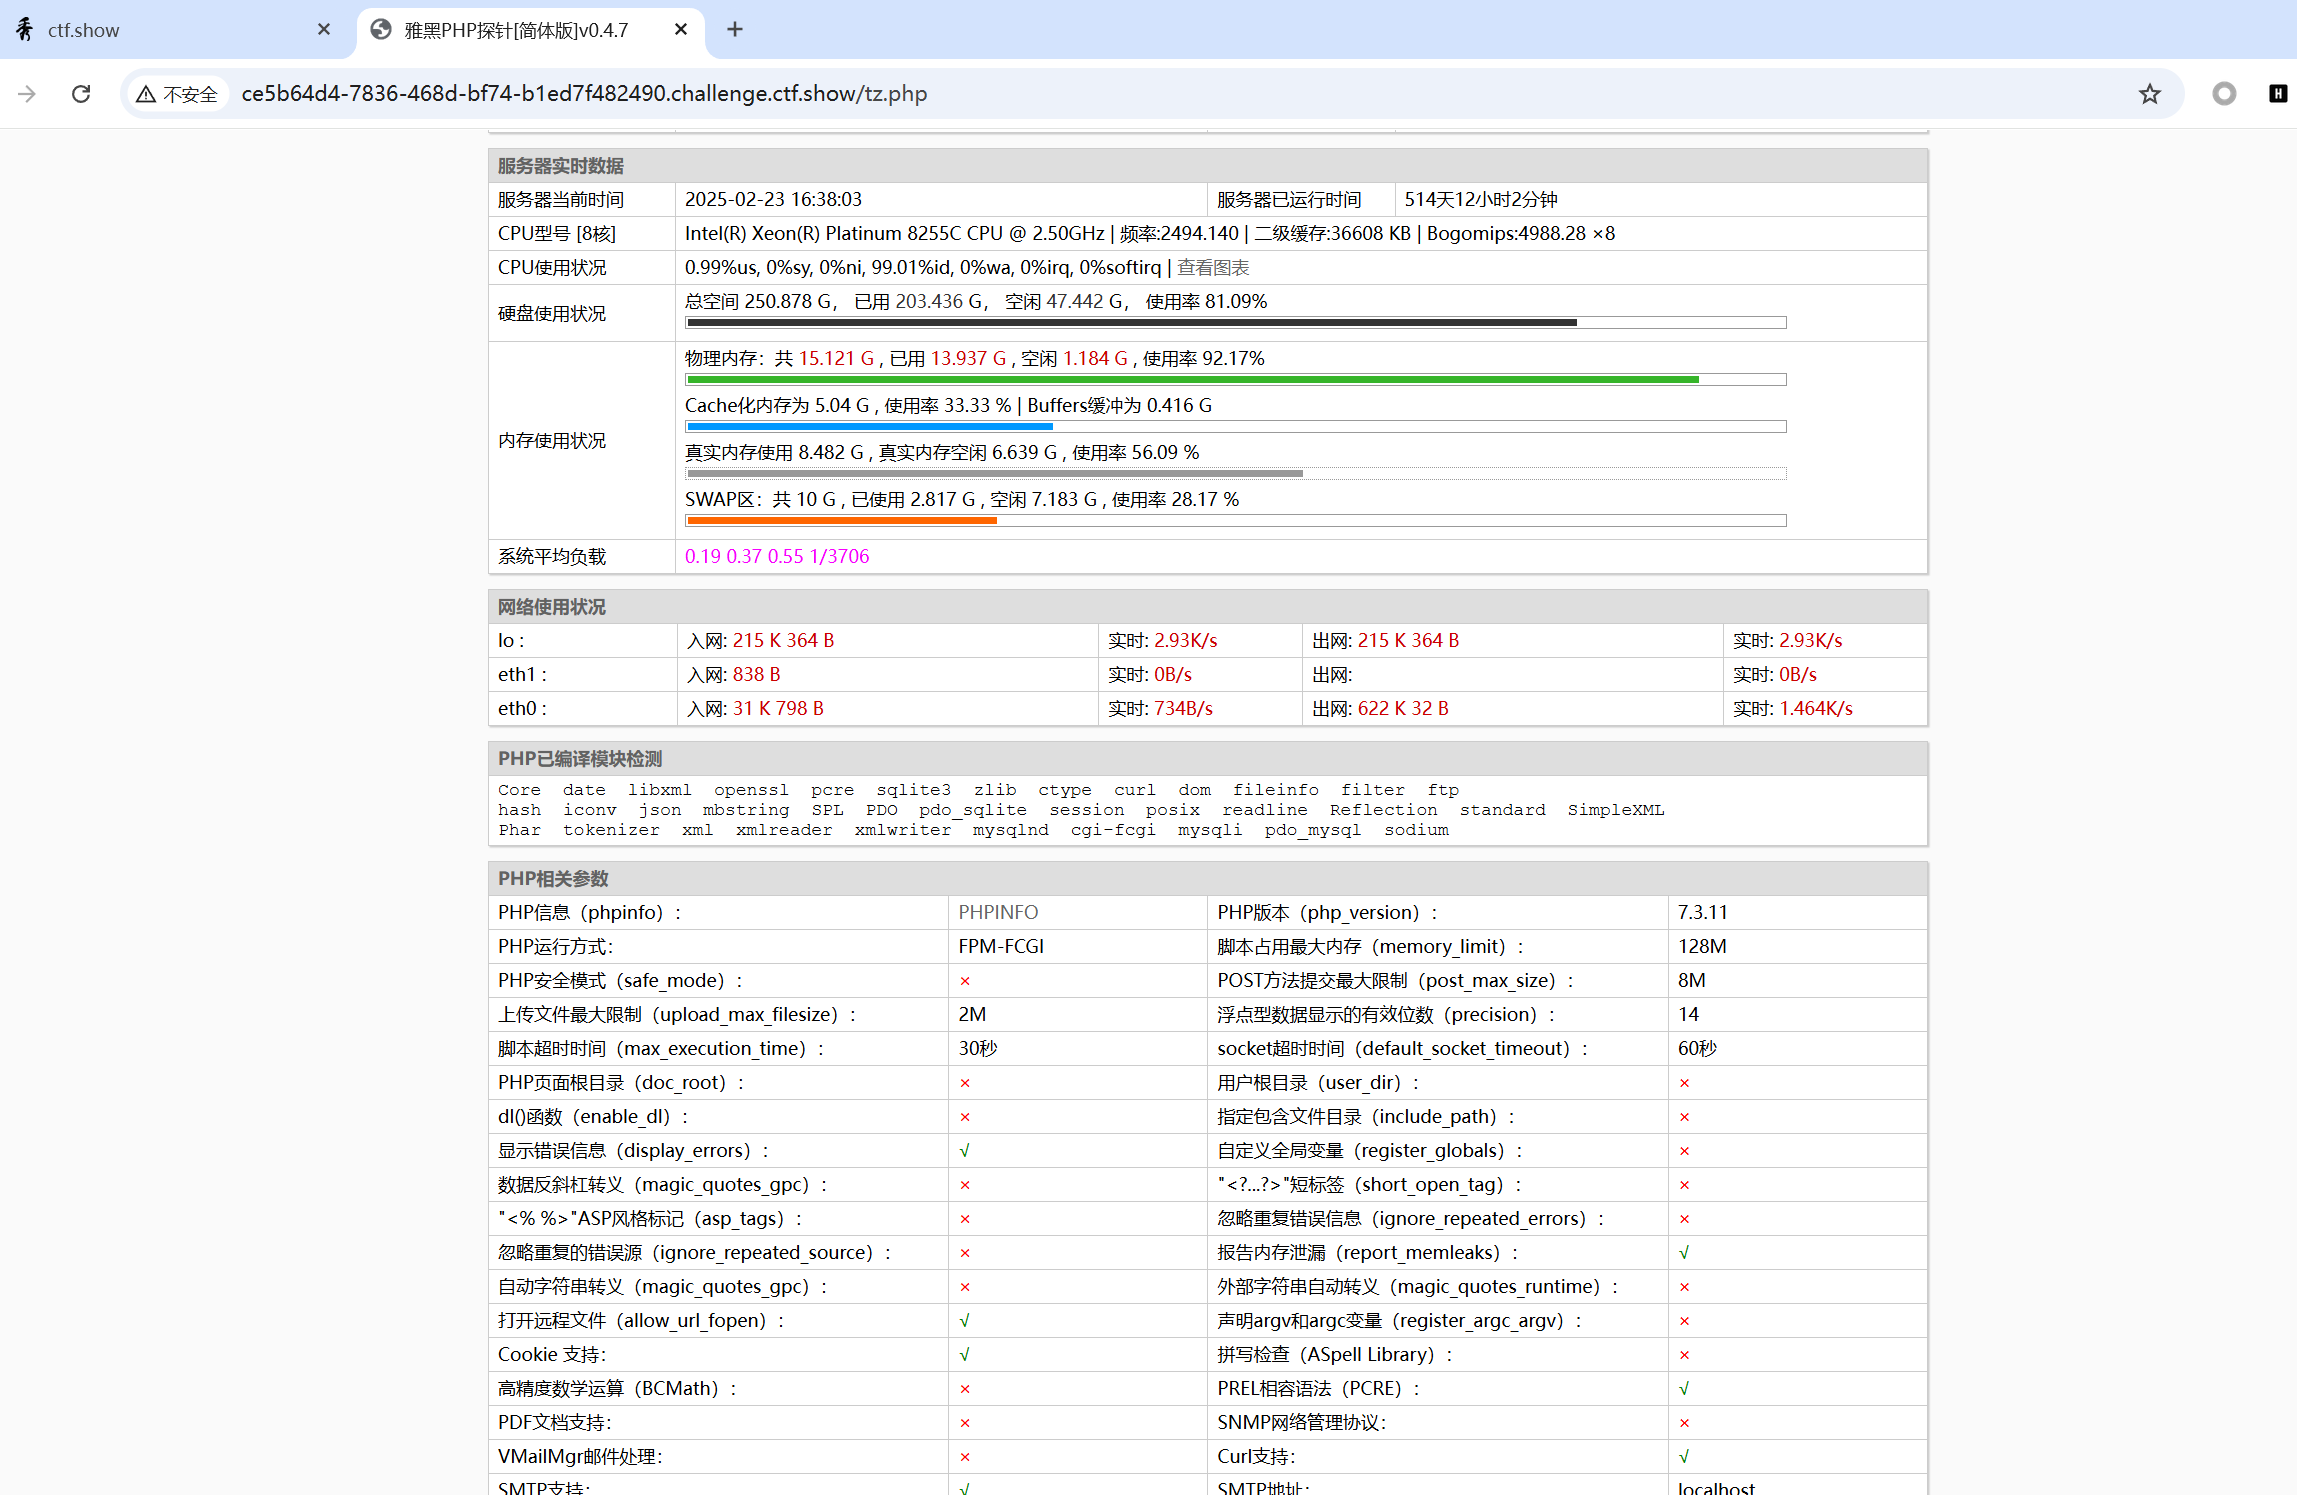 ctf.show
雅黑PHP探针[简体版]v0.4.7
不安全 ce5b64d4-7836-468d-bf74-b1ed7f482490.challenge.ctf.show/tz.php
服务器实时数据
服务器当前时间 2025-02-23 16:38:03 服务器已运行时间 514天12小时2分钟
CPU型号 [8核] Intel(R) Xeon(R) Platinum 8255C CPU @ 2.50GHz | 频率:2494.140 | 二级缓存:36608 KB | Bogomips:4988.28 ×8
CPU使用状况 0.99%us, 0%sy, 0%ni, 99.01%id, 0%wa, 0%irq, 0%softirq | 查看图表
硬盘使用状况 总空间 250.878 G， 已用 203.436 G， 空闲 47.442 G， 使用率 81.09%
内存使用状况
物理内存：共 15.121 G , 已用 13.937 G , 空闲 1.184 G , 使用率 92.17%
Cache化内存为 5.04 G , 使用率 33.33 % | Buffers缓冲为 0.416 G
真实内存使用 8.482 G , 真实内存空闲 6.639 G , 使用率 56.09 %
SWAP区：共 10 G , 已使用 2.817 G , 空闲 7.183 G , 使用率 28.17 %
系统平均负载 0.19 0.37 0.55 1/3706
网络使用状况
lo : 入网: 215 K 364 B 实时: 2.93K/s 出网: 215 K 364 B 实时: 2.93K/s
eth1 : 入网: 838 B 实时: 0B/s 出网: 实时: 0B/s
eth0 : 入网: 31 K 798 B 实时: 734B/s 出网: 622 K 32 B 实时: 1.464K/s
PHP已编译模块检测
Core date libxml openssl pcre sqlite3 zlib ctype curl dom fileinfo filter ftp
hash iconv json mbstring SPL PDO pdo_sqlite session posix readline Reflection standard SimpleXML
Phar tokenizer xml xmlreader xmlwriter mysqlnd cgi-fcgi mysqli pdo_mysql sodium
PHP相关参数
PHP信息（phpinfo）： PHPINFO PHP版本（php_version）： 7.3.11
PHP运行方式： FPM-FCGI 脚本占用最大内存（memory_limit）： 128M
PHP安全模式（safe_mode）： × POST方法提交最大限制（post_max_size）： 8M
上传文件最大限制（upload_max_filesize）： 2M 浮点型数据显示的有效位数（precision）： 14
脚本超时时间（max_execution_time）： 30秒 socket超时时间（default_socket_timeout）： 60秒
PHP页面根目录（doc_root）： × 用户根目录（user_dir）： ×
dl()函数（enable_dl）： × 指定包含文件目录（include_path）： ×
显示错误信息（display_errors）： √ 自定义全局变量（register_globals）： ×
数据反斜杠转义（magic_quotes_gpc）： × "<?...?>"短标签（short_open_tag）： ×
"<% %>"ASP风格标记（asp_tags）： × 忽略重复错误信息（ignore_repeated_errors）： ×
忽略重复的错误源（ignore_repeated_source）： × 报告内存泄漏（report_memleaks）： √
自动字符串转义（magic_quotes_gpc）： × 外部字符串自动转义（magic_quotes_runtime）： ×
打开远程文件（allow_url_fopen）： √ 声明argv和argc变量（register_argc_argv）： ×
Cookie 支持： √ 拼写检查（ASpell Library）： ×
高精度数学运算（BCMath）： × PREL相容语法（PCRE）： √
PDF文档支持： × SNMP网络管理协议： ×
VMailMgr邮件处理： × Curl支持： √
SMTP支持： √ SMTP地址： localhost